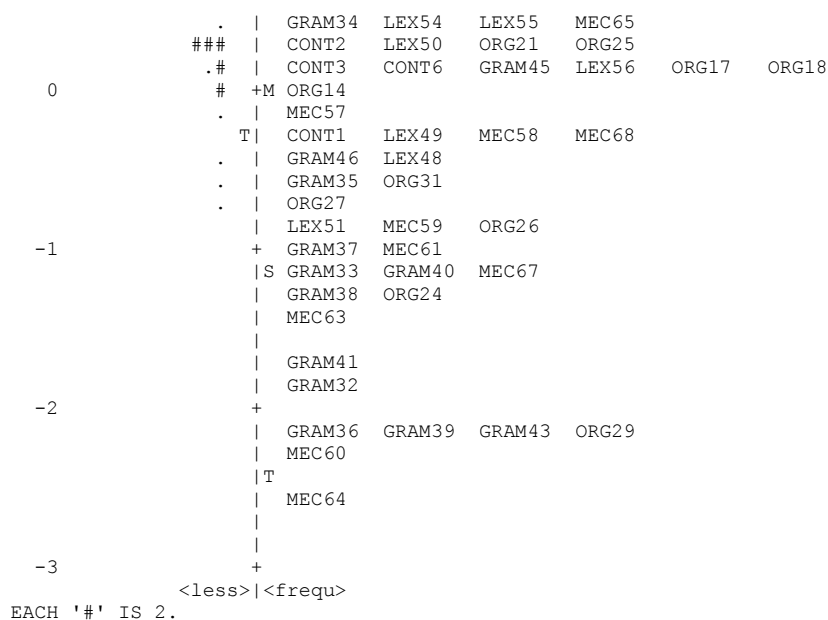 .  |  GRAM34  LEX54   LEX55   MEC65
                  ###  |  CONT2   LEX50   ORG21   ORG25
                   .#  |  CONT3   CONT6   GRAM45  LEX56   ORG17   ORG18
   0                #  +M ORG14
                    .  |  MEC57
                      T|  CONT1   LEX49   MEC58   MEC68
                    .  |  GRAM46  LEX48
                    .  |  GRAM35  ORG31
                    .  |  ORG27
                       |  LEX51   MEC59   ORG26
  -1                   +  GRAM37  MEC61
                       |S GRAM33  GRAM40  MEC67
                       |  GRAM38  ORG24
                       |  MEC63
                       |
                       |  GRAM41
                       |  GRAM32
  -2                   +
                       |  GRAM36  GRAM39  GRAM43  ORG29
                       |  MEC60
                       |T
                       |  MEC64
                       |
                       |
  -3                   +
                 <less>|<frequ>
EACH '#' IS 2.